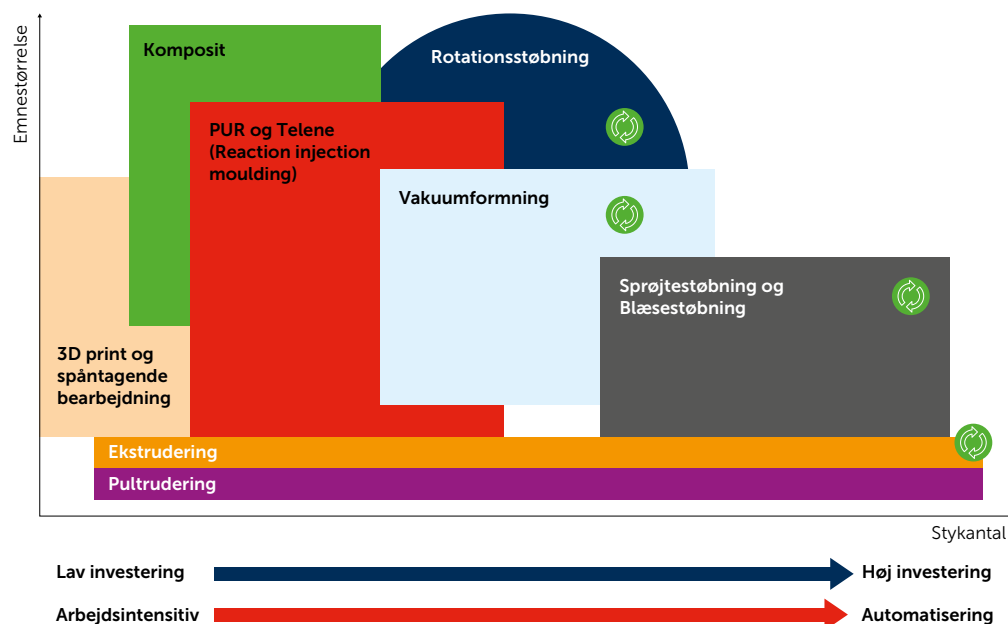 Emnestørrelse
Komposit
Rotationsstøbning
PUR og Telene
(Reaction injection
moulding)
Vakuumformning
Sprøjtestøbning og
Blæsestøbning
3D print og
spåntagende
bearbejdning
Ekstrudering
Pultrudering
Stykantal
Lav investering
Høj investering
Arbejdsintensitiv
Automatisering